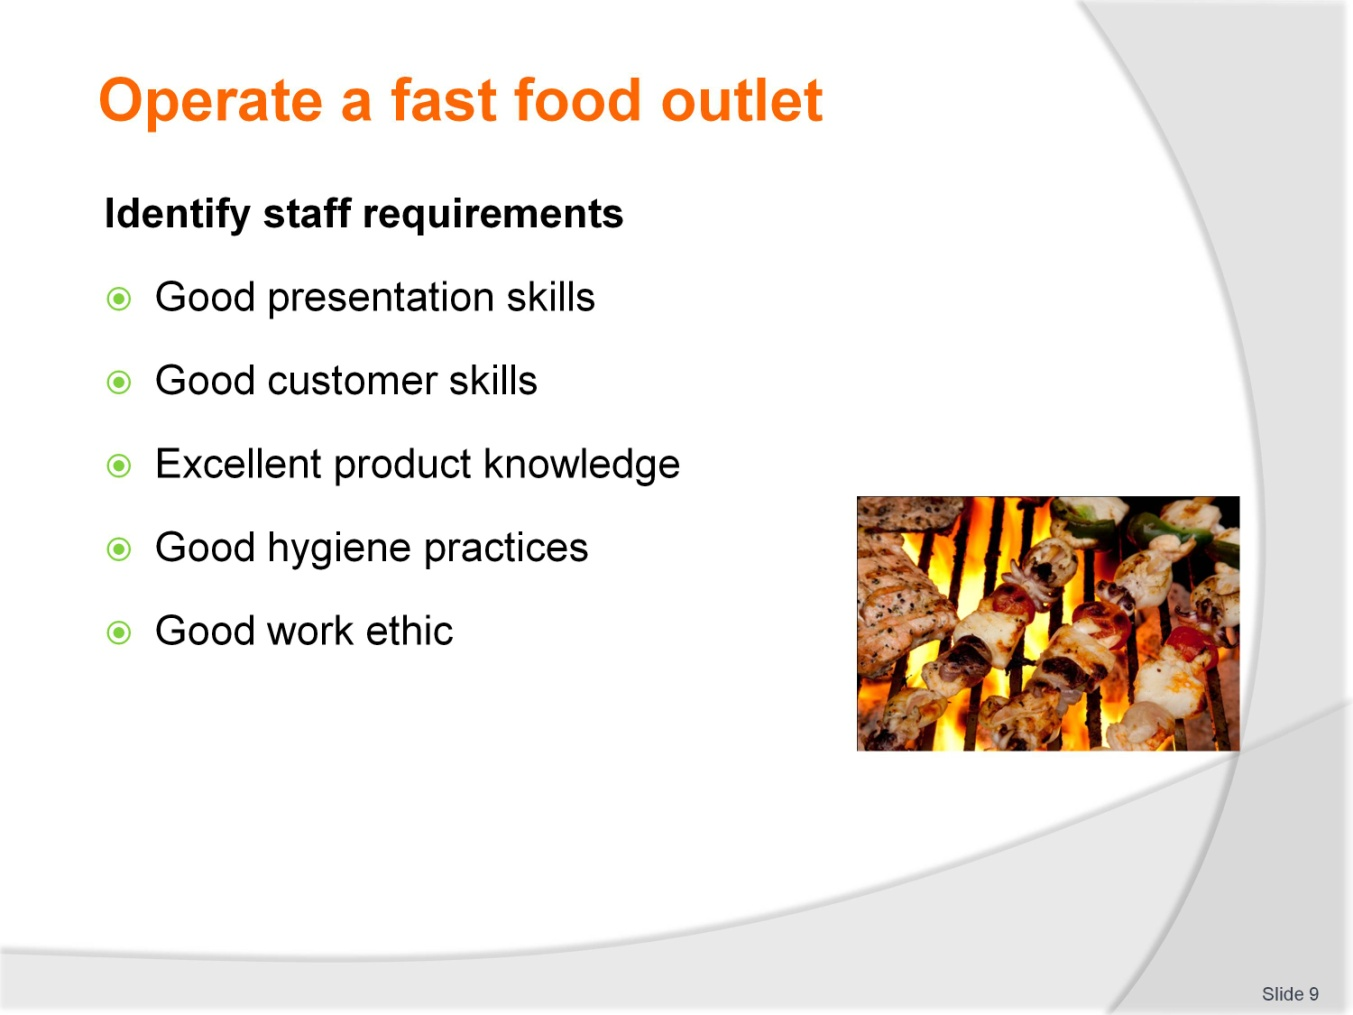 Operate a fast food outlet
Identify staff requirements
Good presentation skills
Good customer skills
Excellent product knowledge
Good hygiene practices
Good work ethic
Slide 9